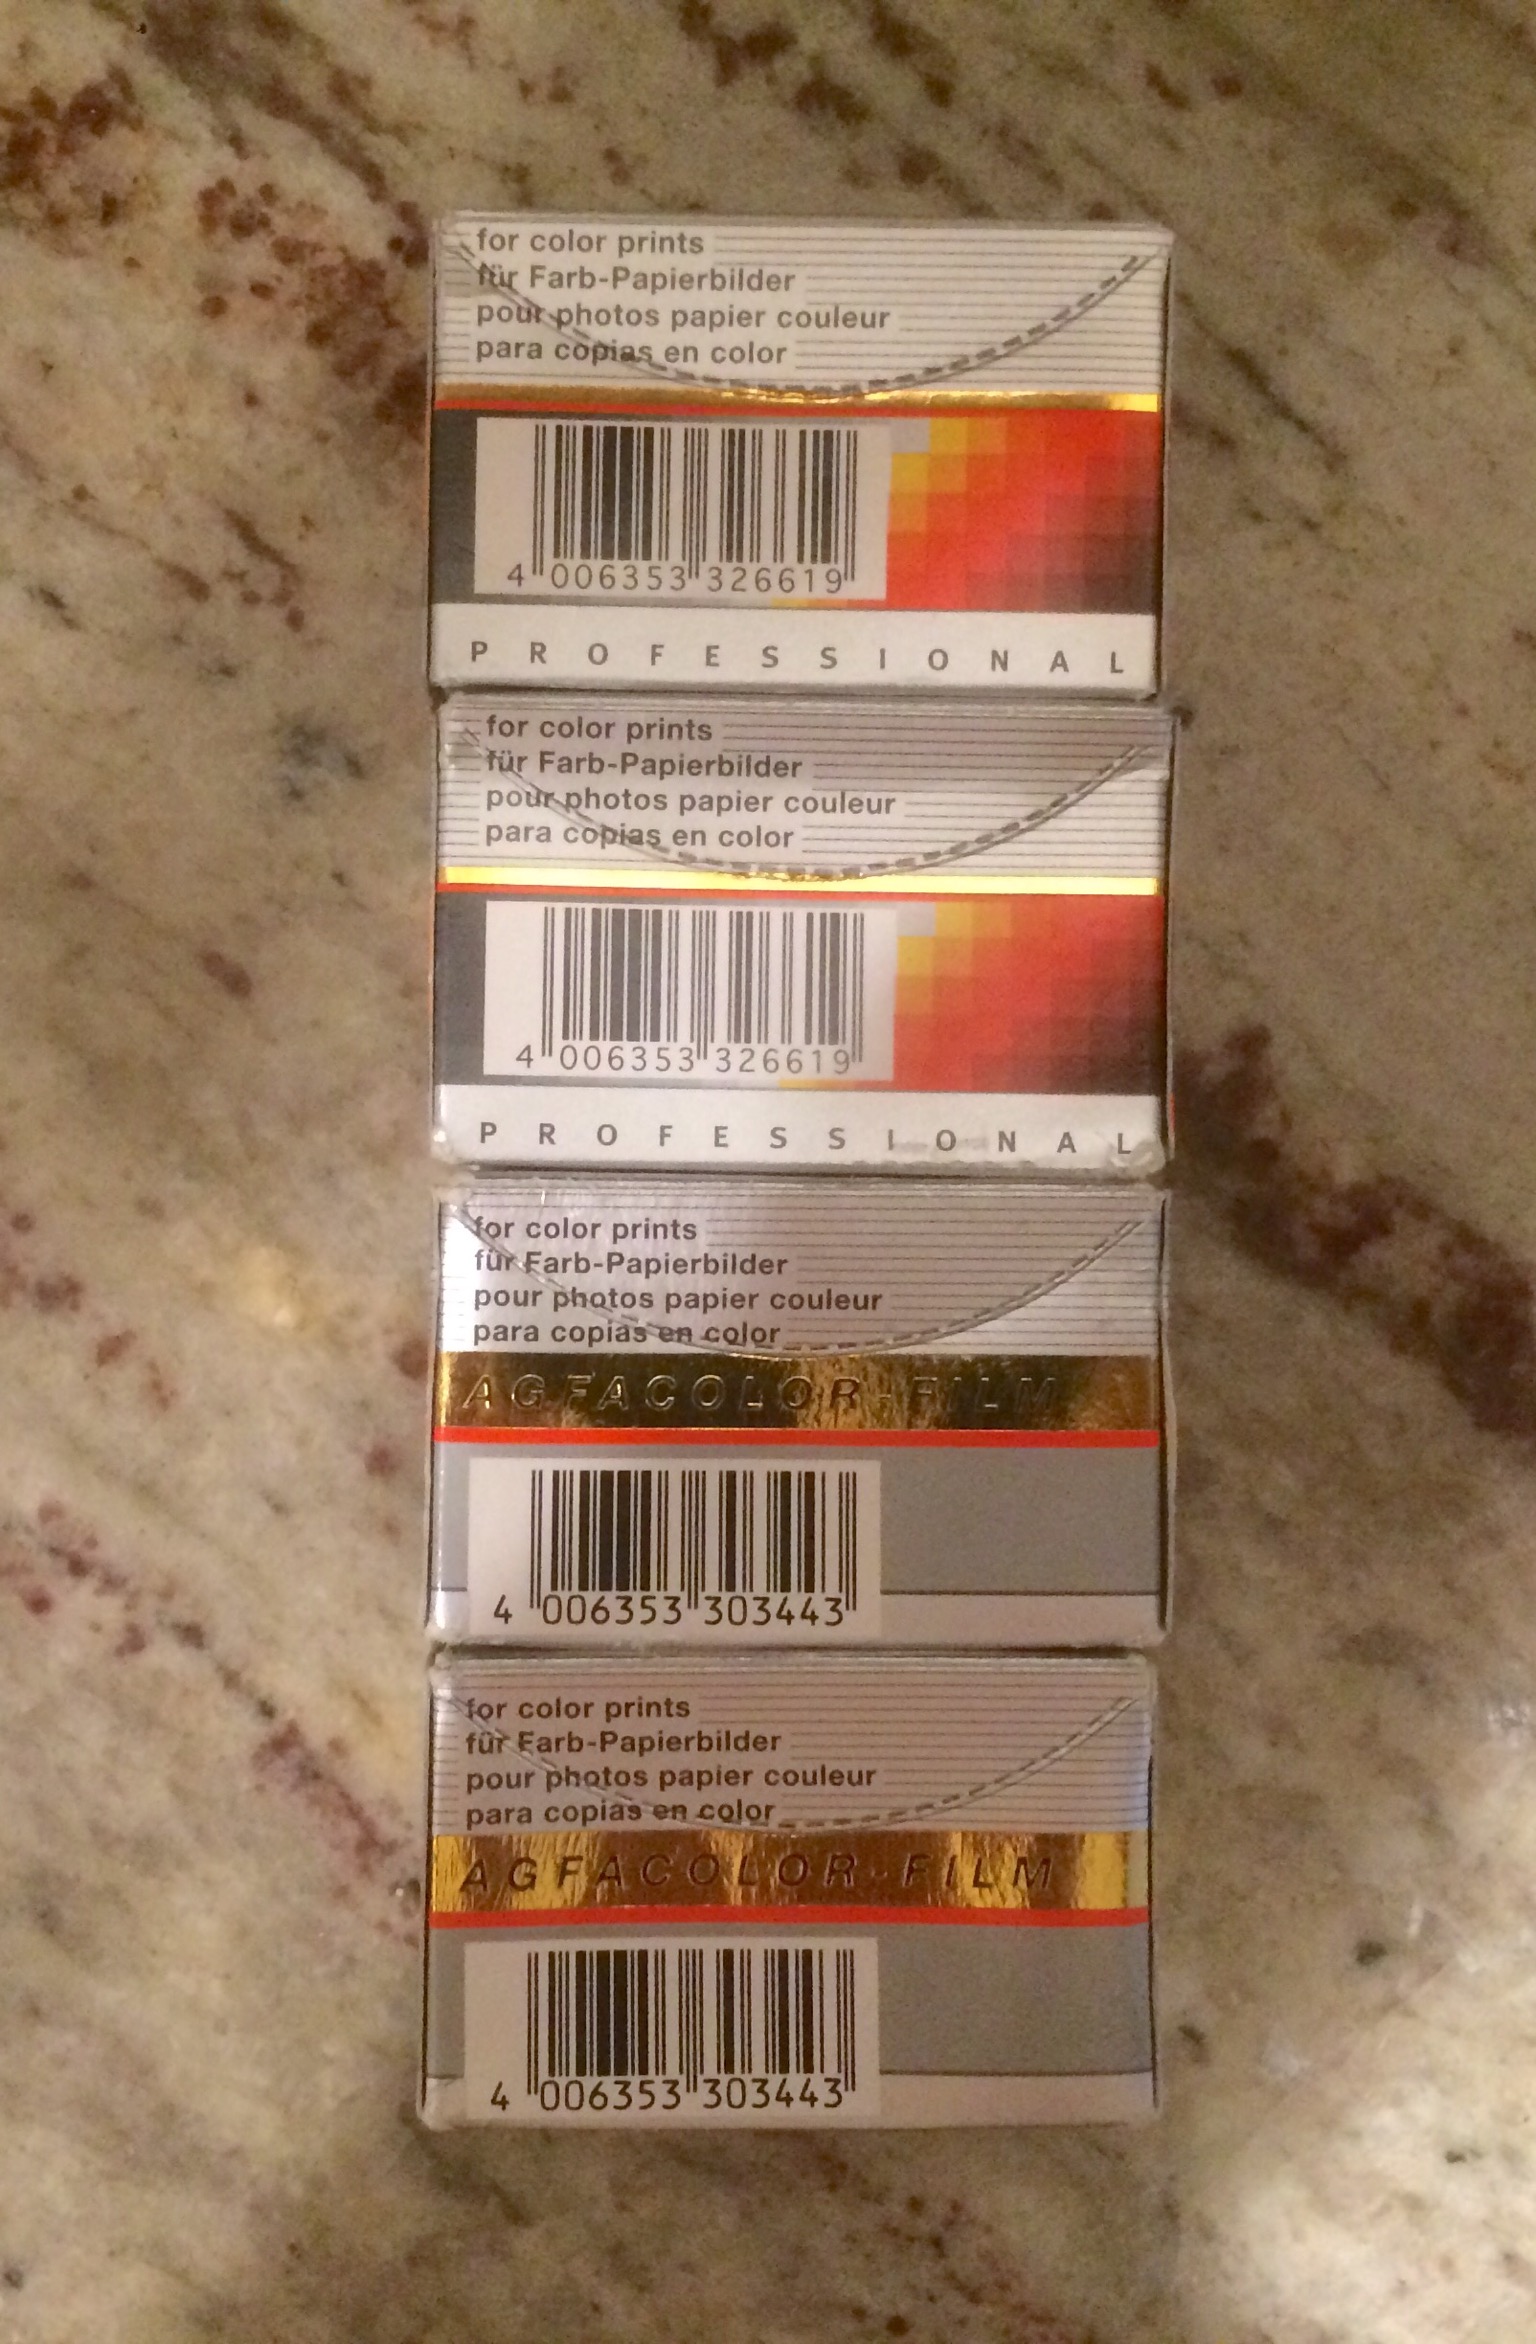 for color prints
für Farb-Papierbilder
pour photos papier couleur
para copias en color
4 006353 326619
PROFESSIONAL
for color prints
für Farb-Papierbilder
pour photos papier couleur
para copias en color
4 006353 326619
PROFESSIONAL
for color prints
für Farb-Papierbilder
pour photos papier couleur
para copias en color
AGFACOLOR-FILM
4 006353 303443
for color prints
für Farb-Papierbilder
pour photos papier couleur
para copias en color
AGFACOLOR-FILM
4 006353 303443